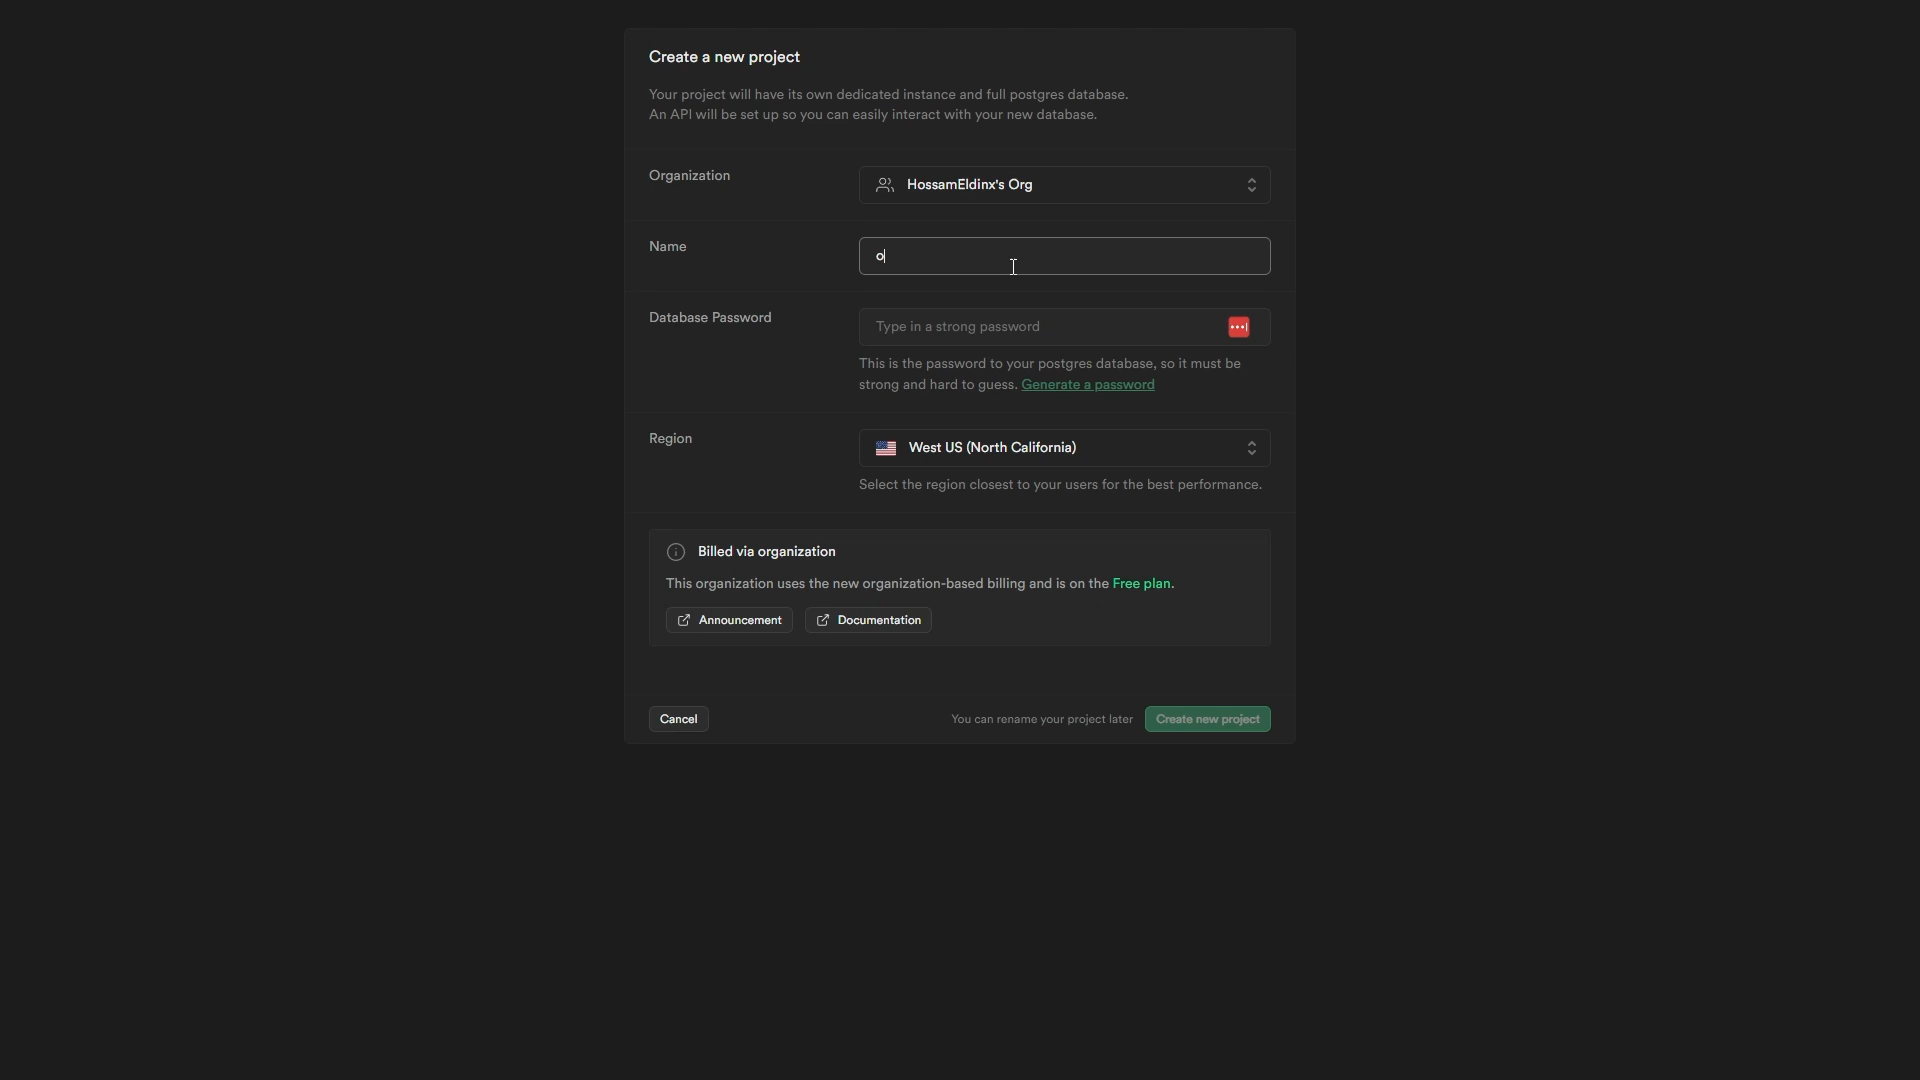 Create a new project
Your project will have its own dedicated instance and full postgres database.
An API will be set up so you can easily interact with your new database.
Organization
HossamEldinx's Org
Name
o
Database Password
Type in a strong password
This is the password to your postgres database, so it must be
strong and hard to guess. Generate a password
Region
West US (North California)
Select the region closest to your users for the best performance.
Billed via organization
This organization uses the new organization-based billing and is on the Free plan.
Announcement
Documentation
Cancel
You can rename your project later
Create new project